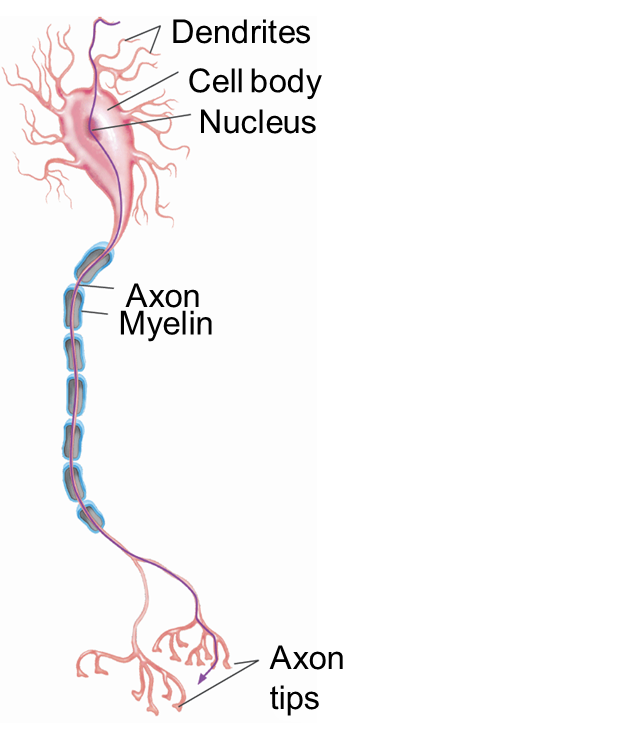 Dendrites
Cell body
Nucleus
Axon
Myelin
Axon
tips